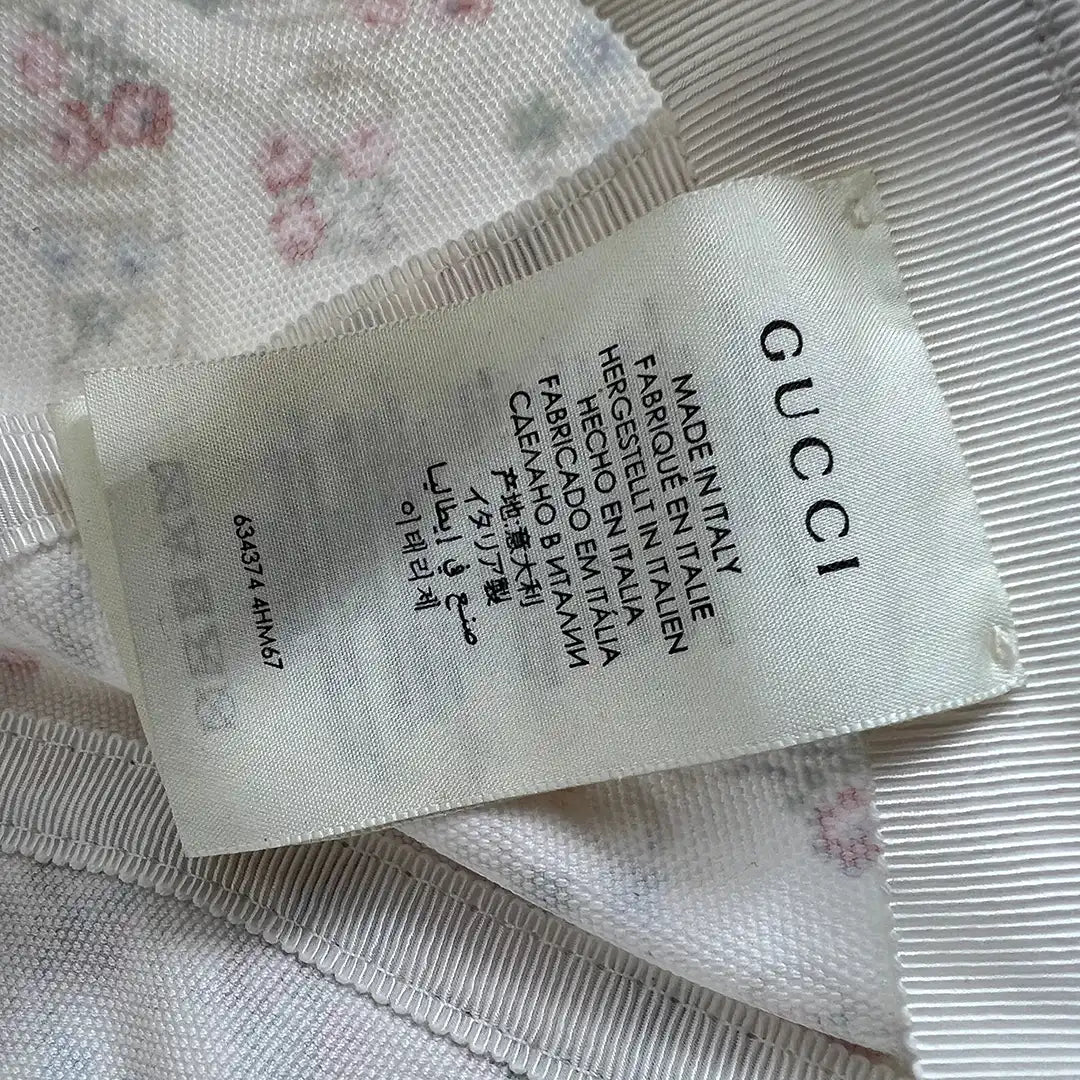 GUCCI
MADE IN ITALY
FABRIQUÉ EN ITALIE
HERGESTELLT IN ITALIEN
HECHO EN ITALIA
FABRICADO EM ITÁLIA
СДЕЛАНО В ИТАЛИИ
产地:意大利
イタリア製
صنع في إيطاليا
이태리제
634374 4HM67